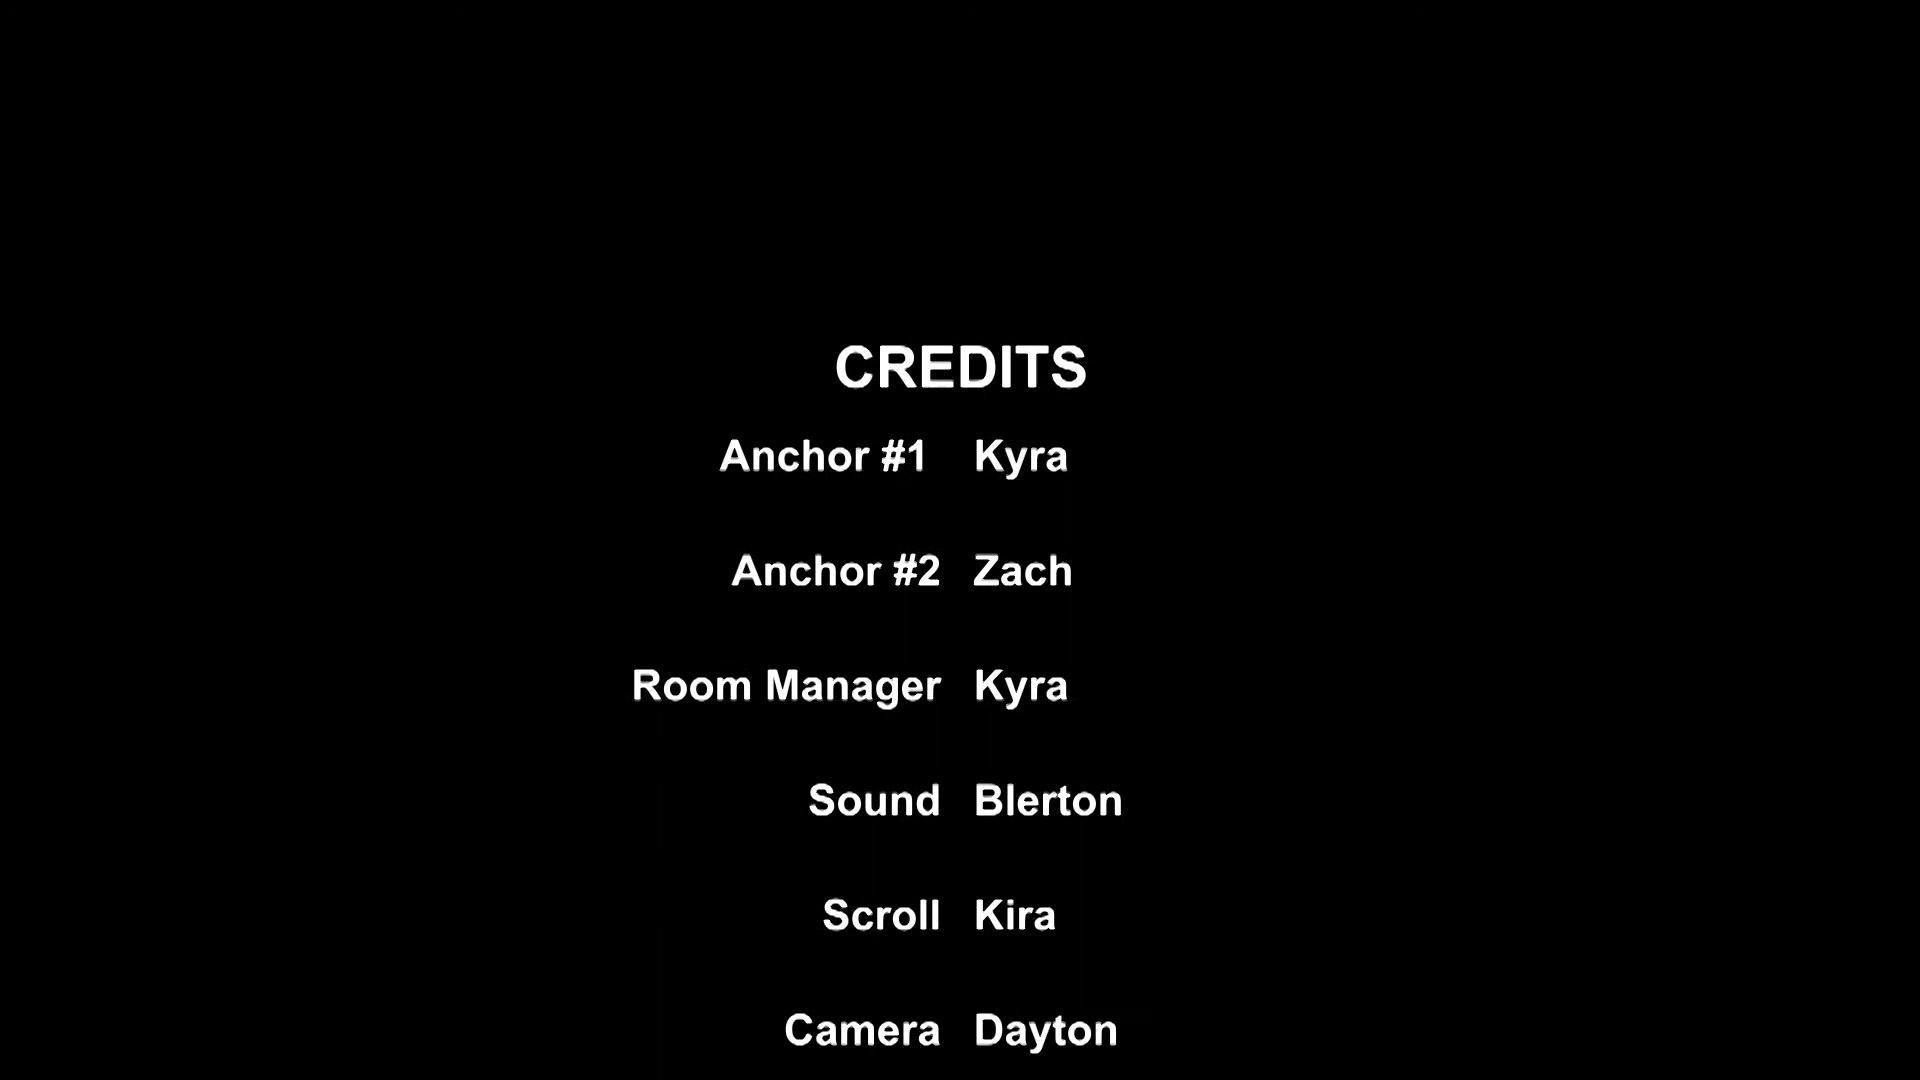 CREDITS
Anchor #1 Kyra
Anchor #2 Zach
Room Manager Kyra
Sound Blerton
Scroll Kira
Camera Dayton